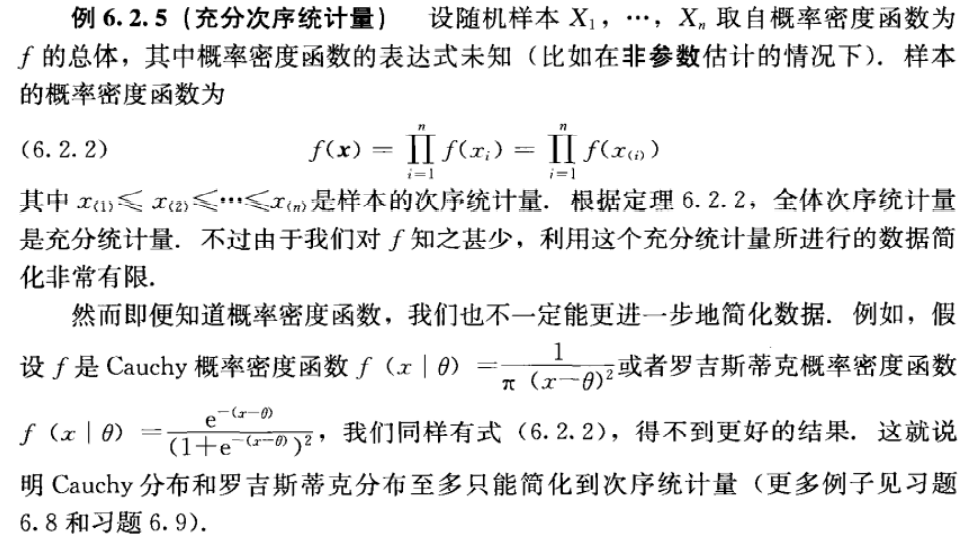 例 6.2.5 (充分次序统计量) 设随机样本 X₁, ⋯, Xₙ 取自概率密度函数为
f 的总体，其中概率密度函数的表达式未知（比如在非参数估计的情况下）. 样本
的概率密度函数为
(6.2.2) f(x) = ∏ᵢ₌₁ⁿ f(xᵢ) = ∏ᵢ₌₁ⁿ f(x₍ᵢ₎)
其中 x₍₁₎≤ x₍₂₎≤⋯≤x₍ₙ₎是样本的次序统计量. 根据定理 6.2.2，全体次序统计量
是充分统计量. 不过由于我们对 f 知之甚少，利用这个充分统计量所进行的数据简
化非常有限.
然而即便知道概率密度函数，我们也不一定能更进一步地简化数据. 例如，假
设 f 是 Cauchy 概率密度函数 f (x | θ) = 1/(π (x−θ)²) 或者罗吉斯蒂克概率密度函数
f (x | θ) = e^{−(x−θ)}/(1+e^{−(x−θ)})²，我们同样有式（6.2.2），得不到更好的结果. 这就说
明 Cauchy 分布和罗吉斯蒂克分布至多只能简化到次序统计量（更多例子见习题
6.8 和习题 6.9）.